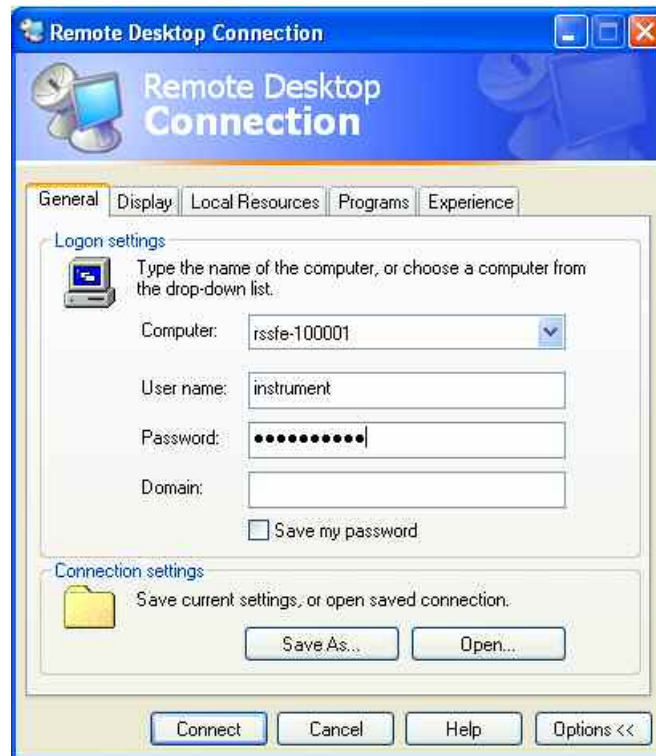 Remote Desktop Connection
Remote Desktop
Connection
General Display Local Resources Programs Experience
Logon settings
Type the name of the computer, or choose a computer from
the drop-down list.
Computer: rssfe-100001
User name: instrument
Password: ●●●●●●●●●●
Domain:
Save my password
Connection settings
Save current settings, or open saved connection.
Save As... Open...
Connect Cancel Help Options <<